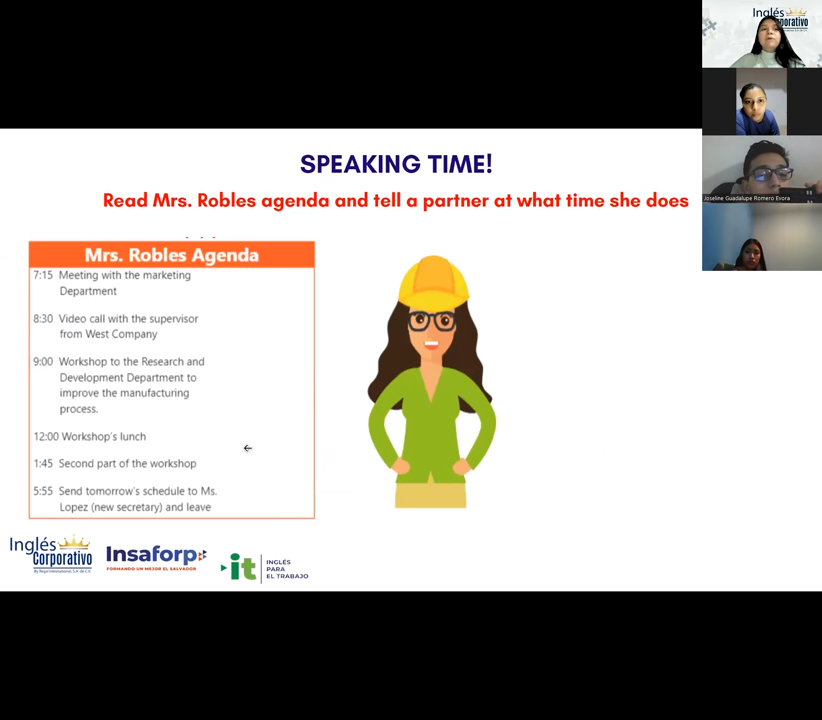 SPEAKING TIME!
Read Mrs. Robles agenda and tell a partner at what time she does
Mrs. Robles Agenda
7:15 Meeting with the marketing
Department
8:30 Video call with the supervisor
from West Company
9:00 Workshop to the Research and
Development Department to
improve the manufacturing
process.
12:00 Workshop's lunch
1:45 Second part of the workshop
5:55 Send tomorrow's schedule to Ms.
Lopez (new secretary) and leave
Inglés
Corporativo
By Royal International, S.A. de C.V.
Insaforp
FORMANDO UN MEJOR EL SALVADOR
it
INGLÉS
PARA
EL TRABAJO
Inglés
Joseline Guadalupe Romero Evora